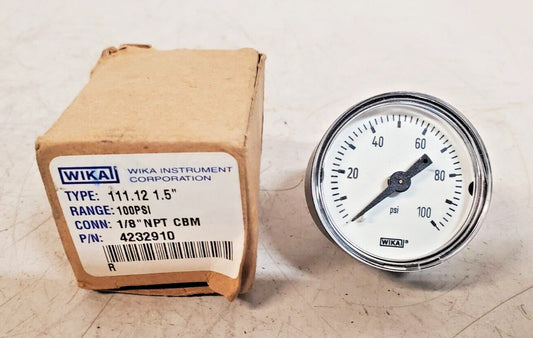 WIKA WIKA INSTRUMENT
CORPORATION
TYPE: 111.12 1.5"
RANGE: 100PSI
CONN: 1/8"NPT CBM
P/N: 4232910
R
40 60
20 80
psi 100
WIKA